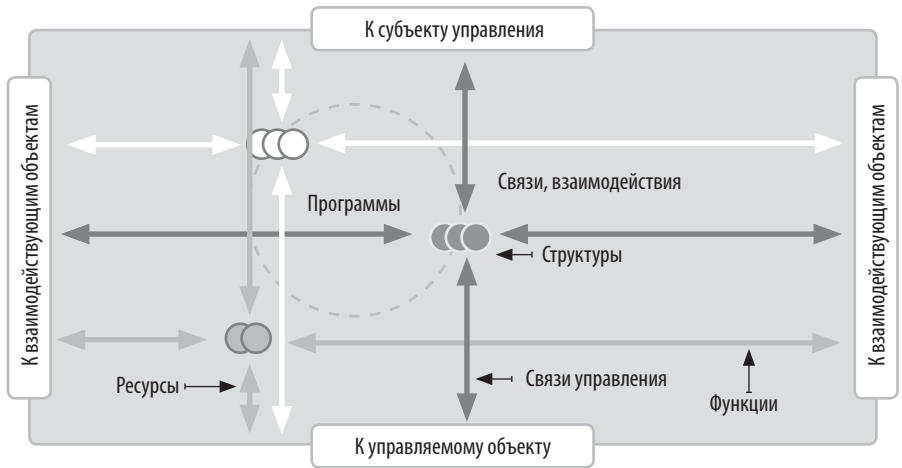 К субъекту управления
К взаимодействующим объектам
К взаимодействующим объектам
Связи, взаимодействия
Программы
Структуры
Ресурсы
Связи управления
Функции
К управляемому объекту